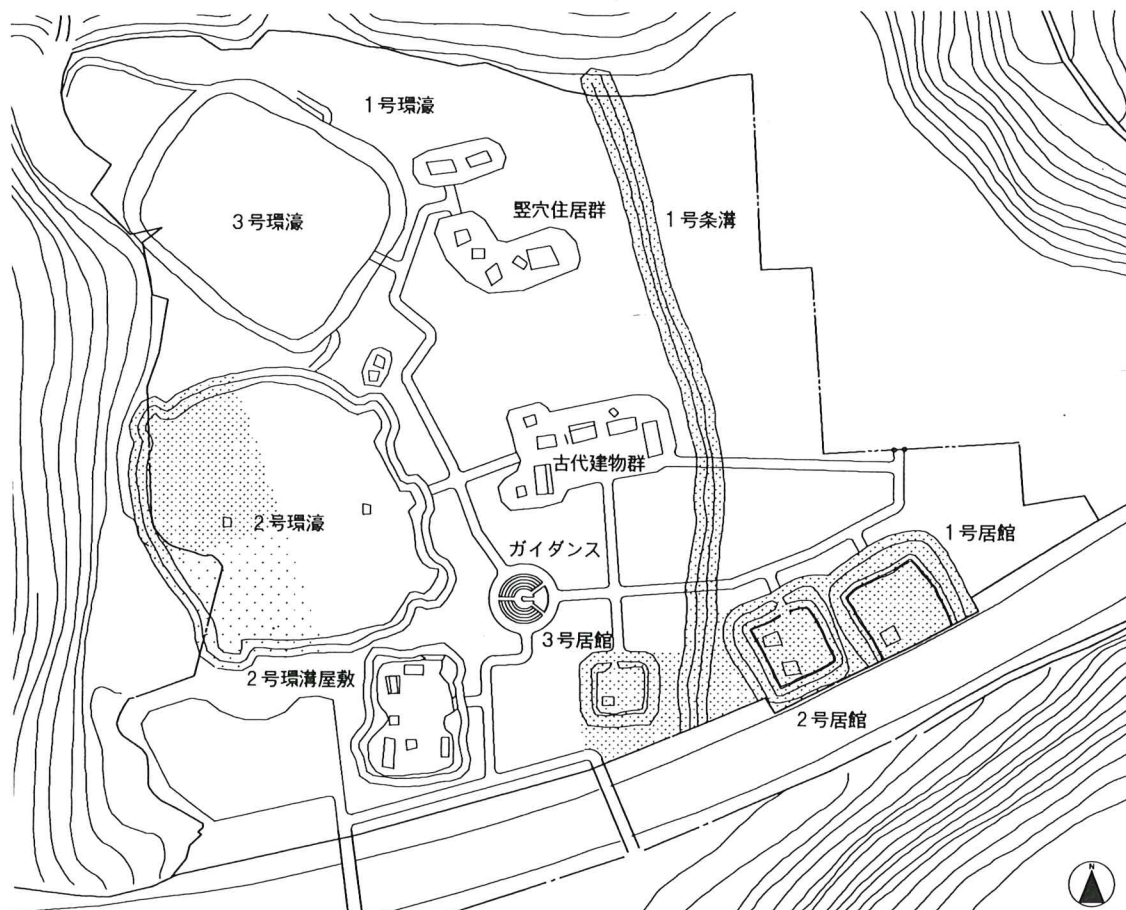 1号環濠
竪穴住居群
1号条溝
3号環濠
古代建物群
2号環濠
1号居館
ガイダンス
3号居館
2号環溝屋敷
2号居館
N